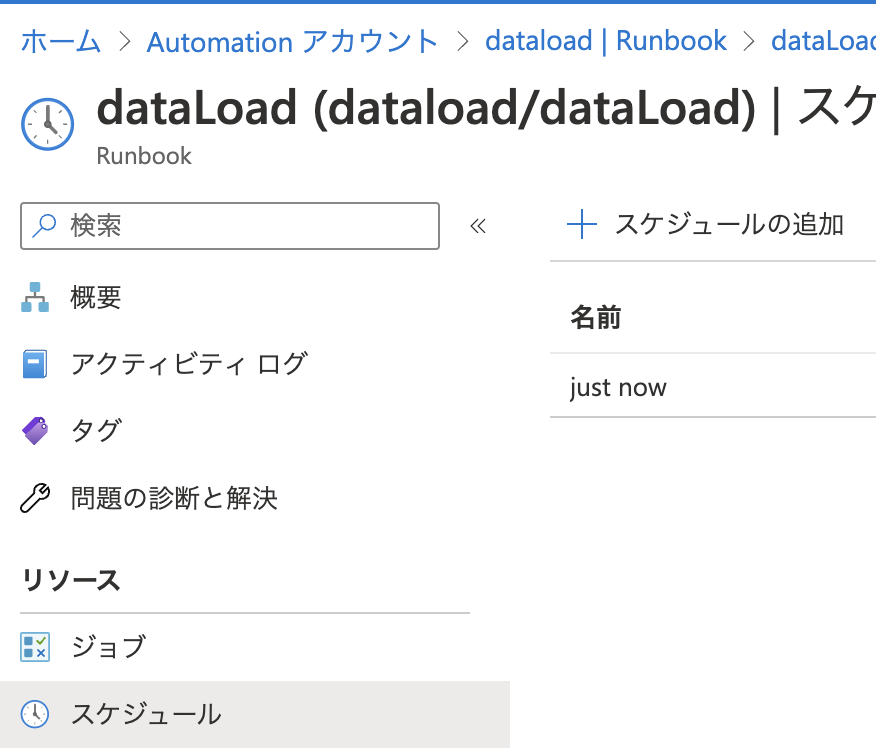 ホーム > Automation アカウント > dataload | Runbook > dataLoad
dataLoad (dataload/dataLoad) | スケ
Runbook
検索
«
スケジュールの追加
概要
名前
アクティビティ ログ
just now
タグ
問題の診断と解決
リソース
ジョブ
スケジュール